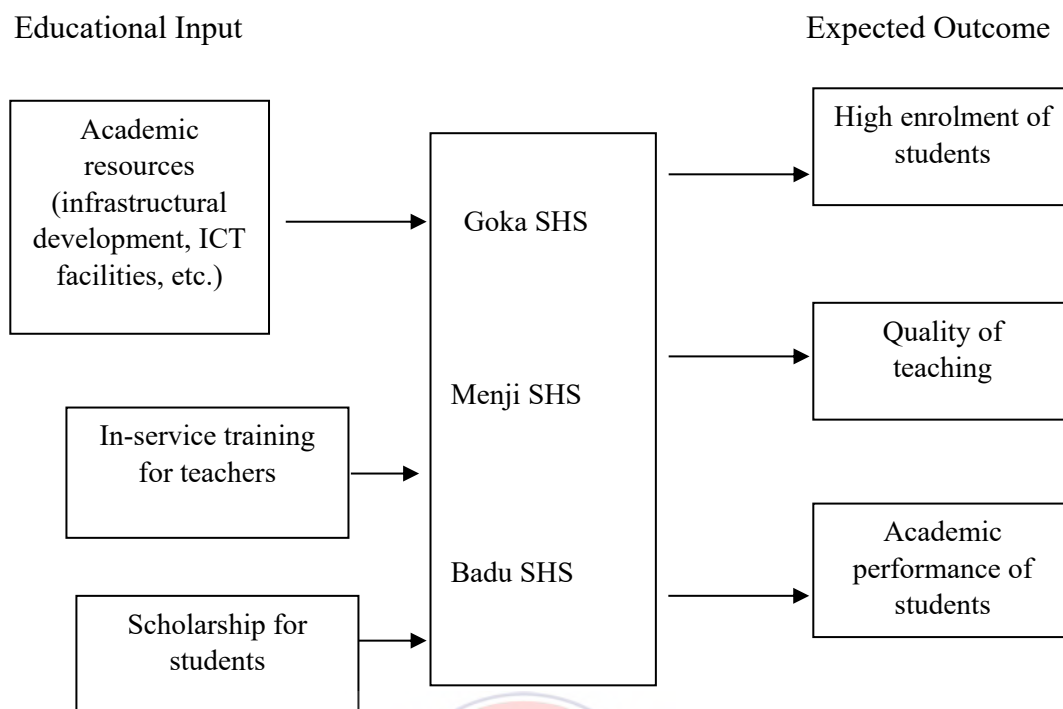 Educational Input
Expected Outcome
Academic
resources
(infrastructural
development, ICT
facilities, etc.)
In-service training
for teachers
Scholarship for
students
Goka SHS
Menji SHS
Badu SHS
High enrolment of
students
Quality of
teaching
Academic
performance of
students